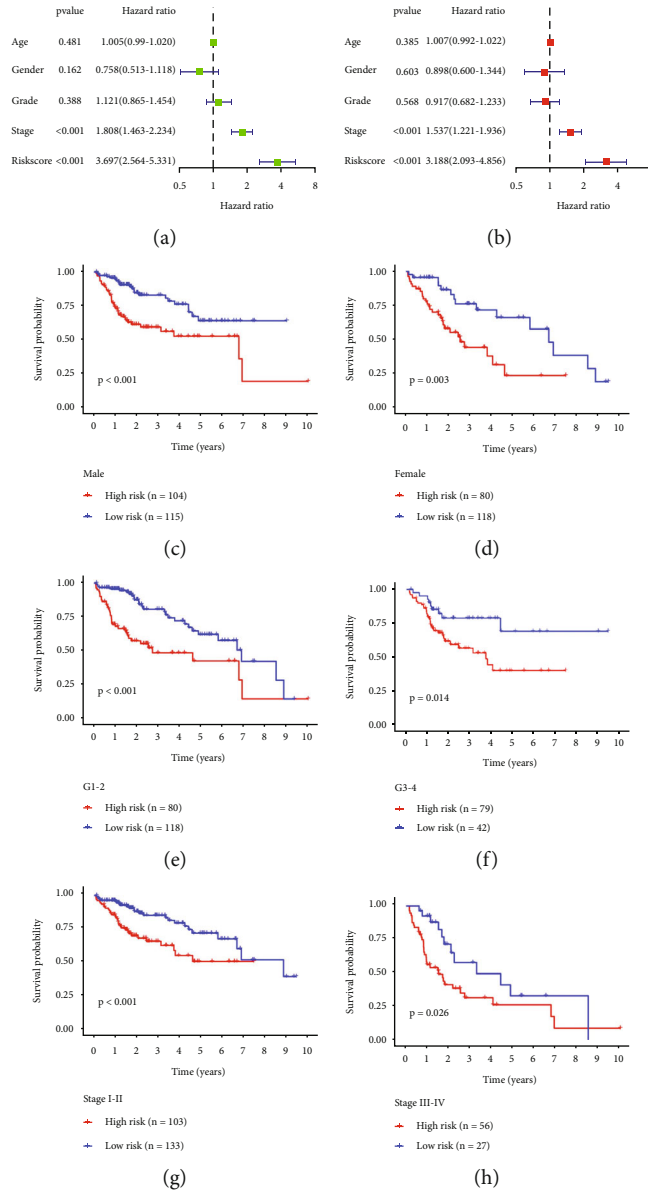 pvalue Hazard ratio
Age 0.481 1.005(0.99-1.020)
Gender 0.162 0.758(0.513-1.118)
Grade 0.388 1.121(0.865-1.454)
Stage <0.001 1.808(1.463-2.234)
Riskscore <0.001 3.697(2.564-5.331)
0.5 1 2 4 8
Hazard ratio
(a)
pvalue Hazard ratio
Age 0.385 1.007(0.992-1.022)
Gender 0.603 0.898(0.600-1.344)
Grade 0.568 0.917(0.682-1.233)
Stage <0.001 1.537(1.221-1.936)
Riskscore <0.001 3.188(2.093-4.856)
0.5 1 2 4
Hazard ratio
(b)
Survival probability
1.00
0.75
0.50
0.25
0.00
p < 0.001
0 1 2 3 4 5 6 7 8 9 10
Time (years)
Male
High risk (n = 104)
Low risk (n = 115)
(c)
Survival probability
1.00
0.75
0.50
0.25
0.00
p = 0.003
0 1 2 3 4 5 6 7 8 9 10
Time (years)
Female
High risk (n = 80)
Low risk (n = 118)
(d)
Survival probability
1.00
0.75
0.50
0.25
0.00
p < 0.001
0 1 2 3 4 5 6 7 8 9 10
Time (years)
G1-2
High risk (n = 80)
Low risk (n = 118)
(e)
Survival probability
1.00
0.75
0.50
0.25
0.00
p = 0.014
0 1 2 3 4 5 6 7 8 9 10
Time (years)
G3-4
High risk (n = 79)
Low risk (n = 42)
(f)
Survival probability
1.00
0.75
0.50
0.25
0.00
p < 0.001
0 1 2 3 4 5 6 7 8 9 10
Time (years)
Stage I-II
High risk (n = 103)
Low risk (n = 133)
(g)
Survival probability
1.00
0.75
0.50
0.25
0.00
p = 0.026
0 1 2 3 4 5 6 7 8 9 10
Time (years)
Stage III-IV
High risk (n = 56)
Low risk (n = 27)
(h)